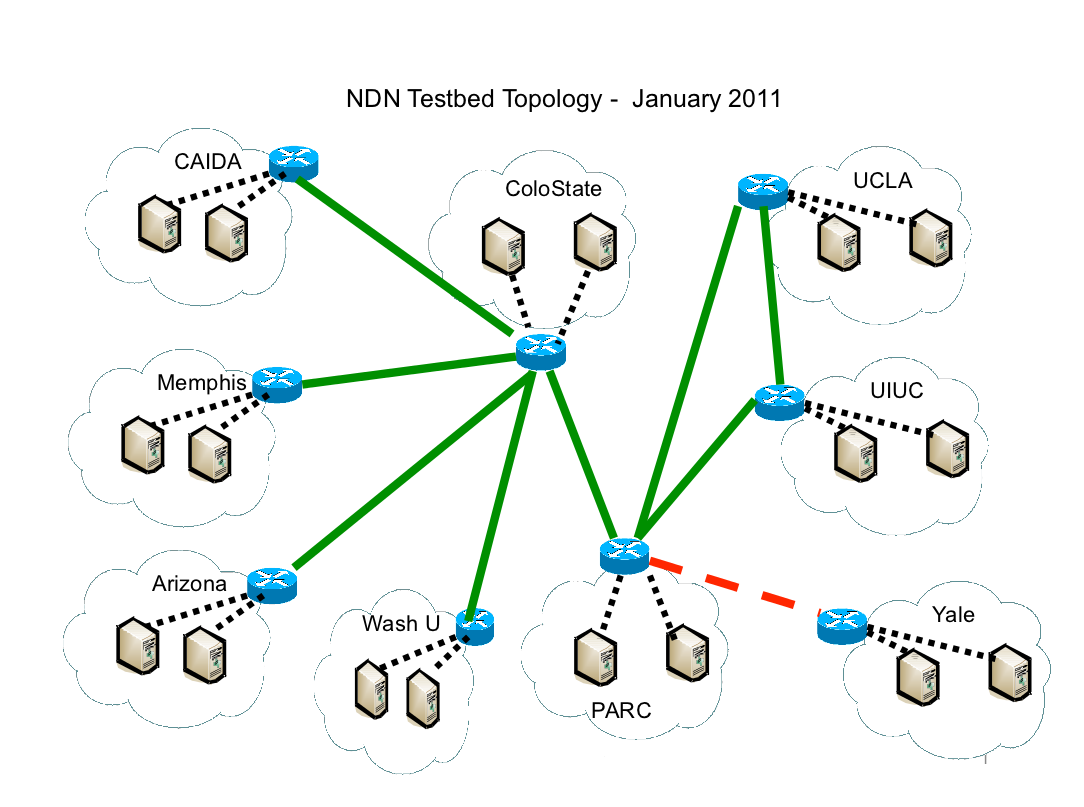 NDN Testbed Topology - January 2011
CAIDA
ColoState
UCLA
Memphis
UIUC
Arizona
Wash U
Yale
PARC